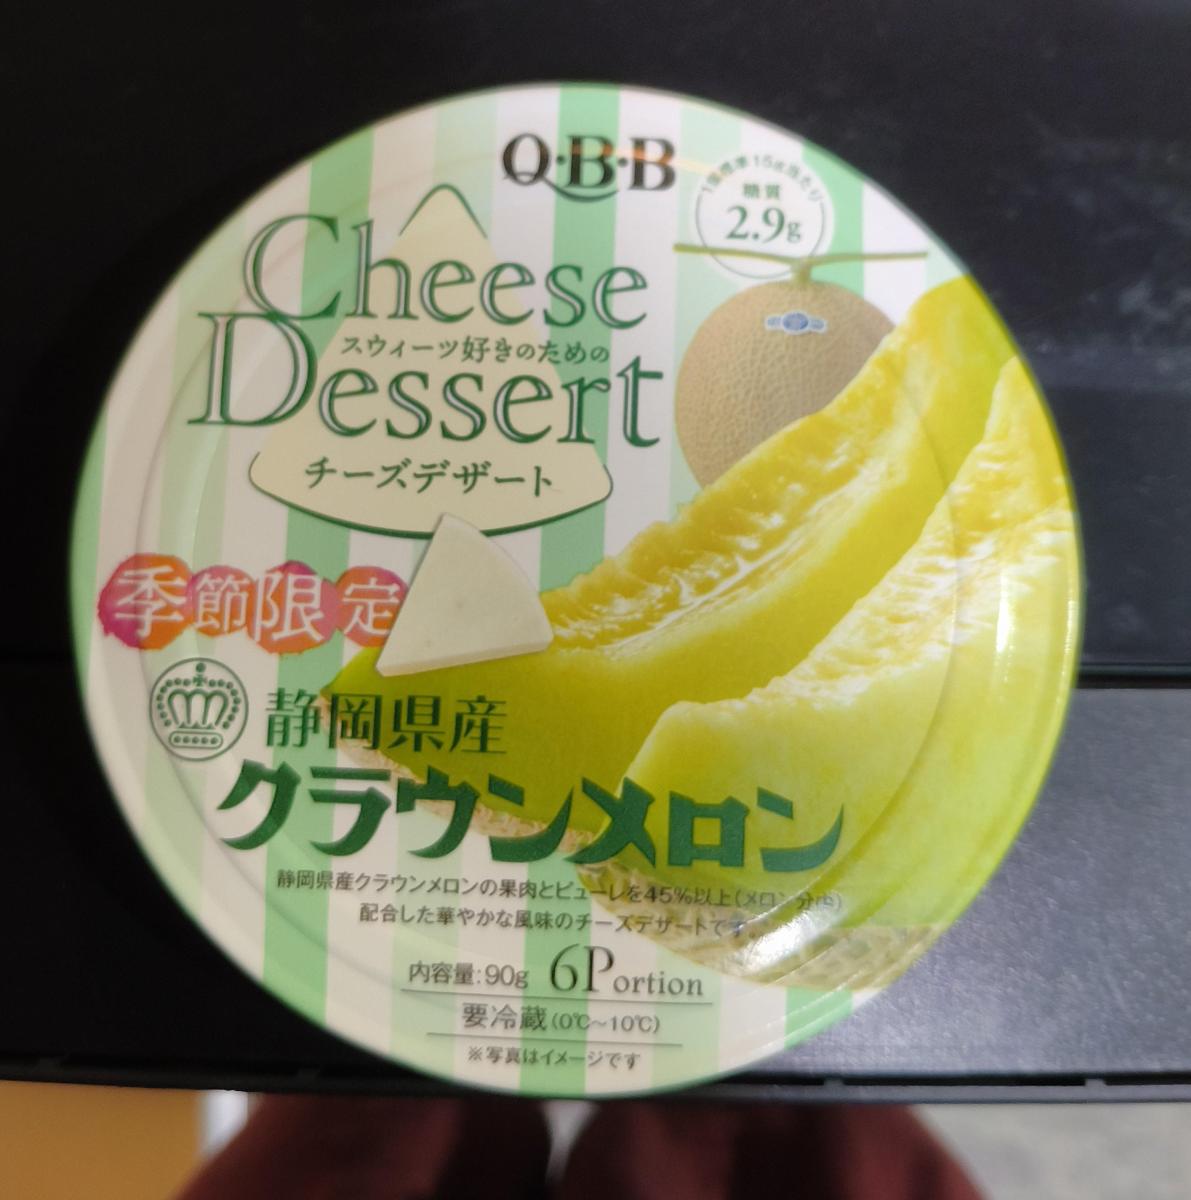 Q・B・B
1個標準15g当たり
糖質
2.9g
Cheese
スウィーツ好きのための
Dessert
チーズデザート
季節限定
静岡県産
クラウンメロン
静岡県産クラウンメロンの果肉とピューレを45%以上(メロン分中)
配合した華やかな風味のチーズデザートです。
内容量:90g 6Portion
要冷蔵(0℃~10℃)
※写真はイメージです